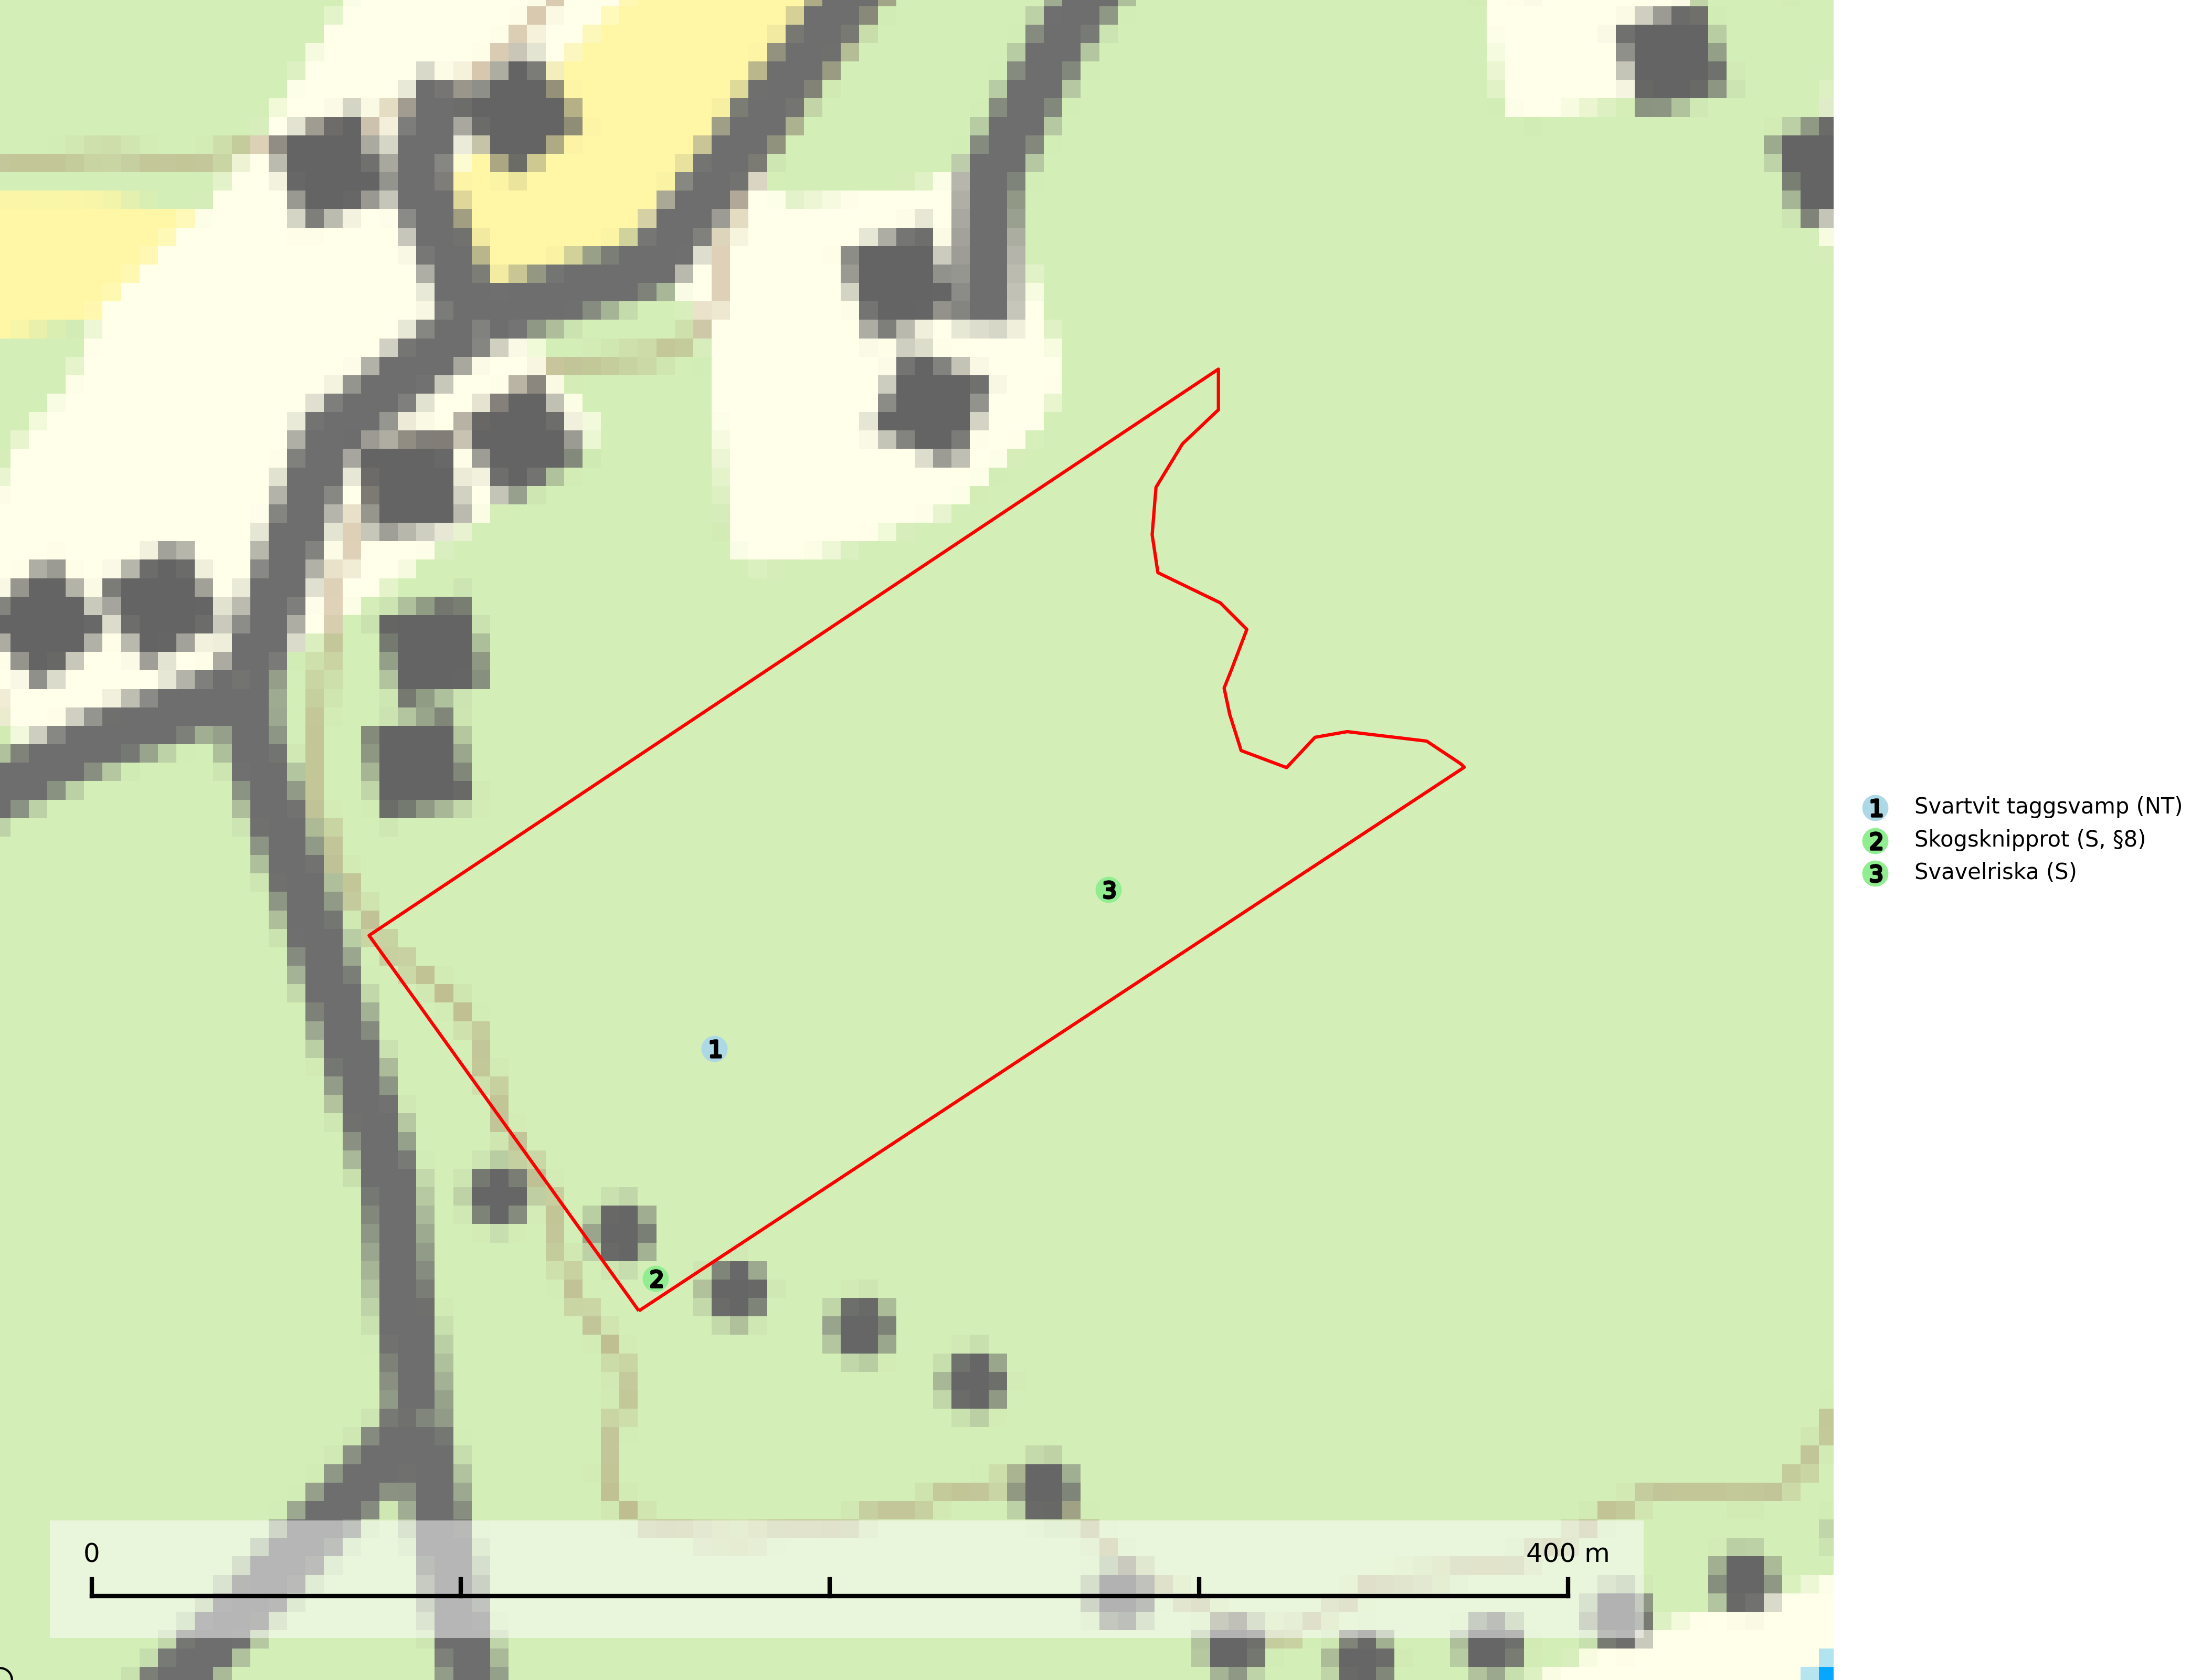 3
1
2
0
400 m
1 Svartvit taggsvamp (NT)
2 Skogsknipprot (S, §8)
3 Svavelriska (S)